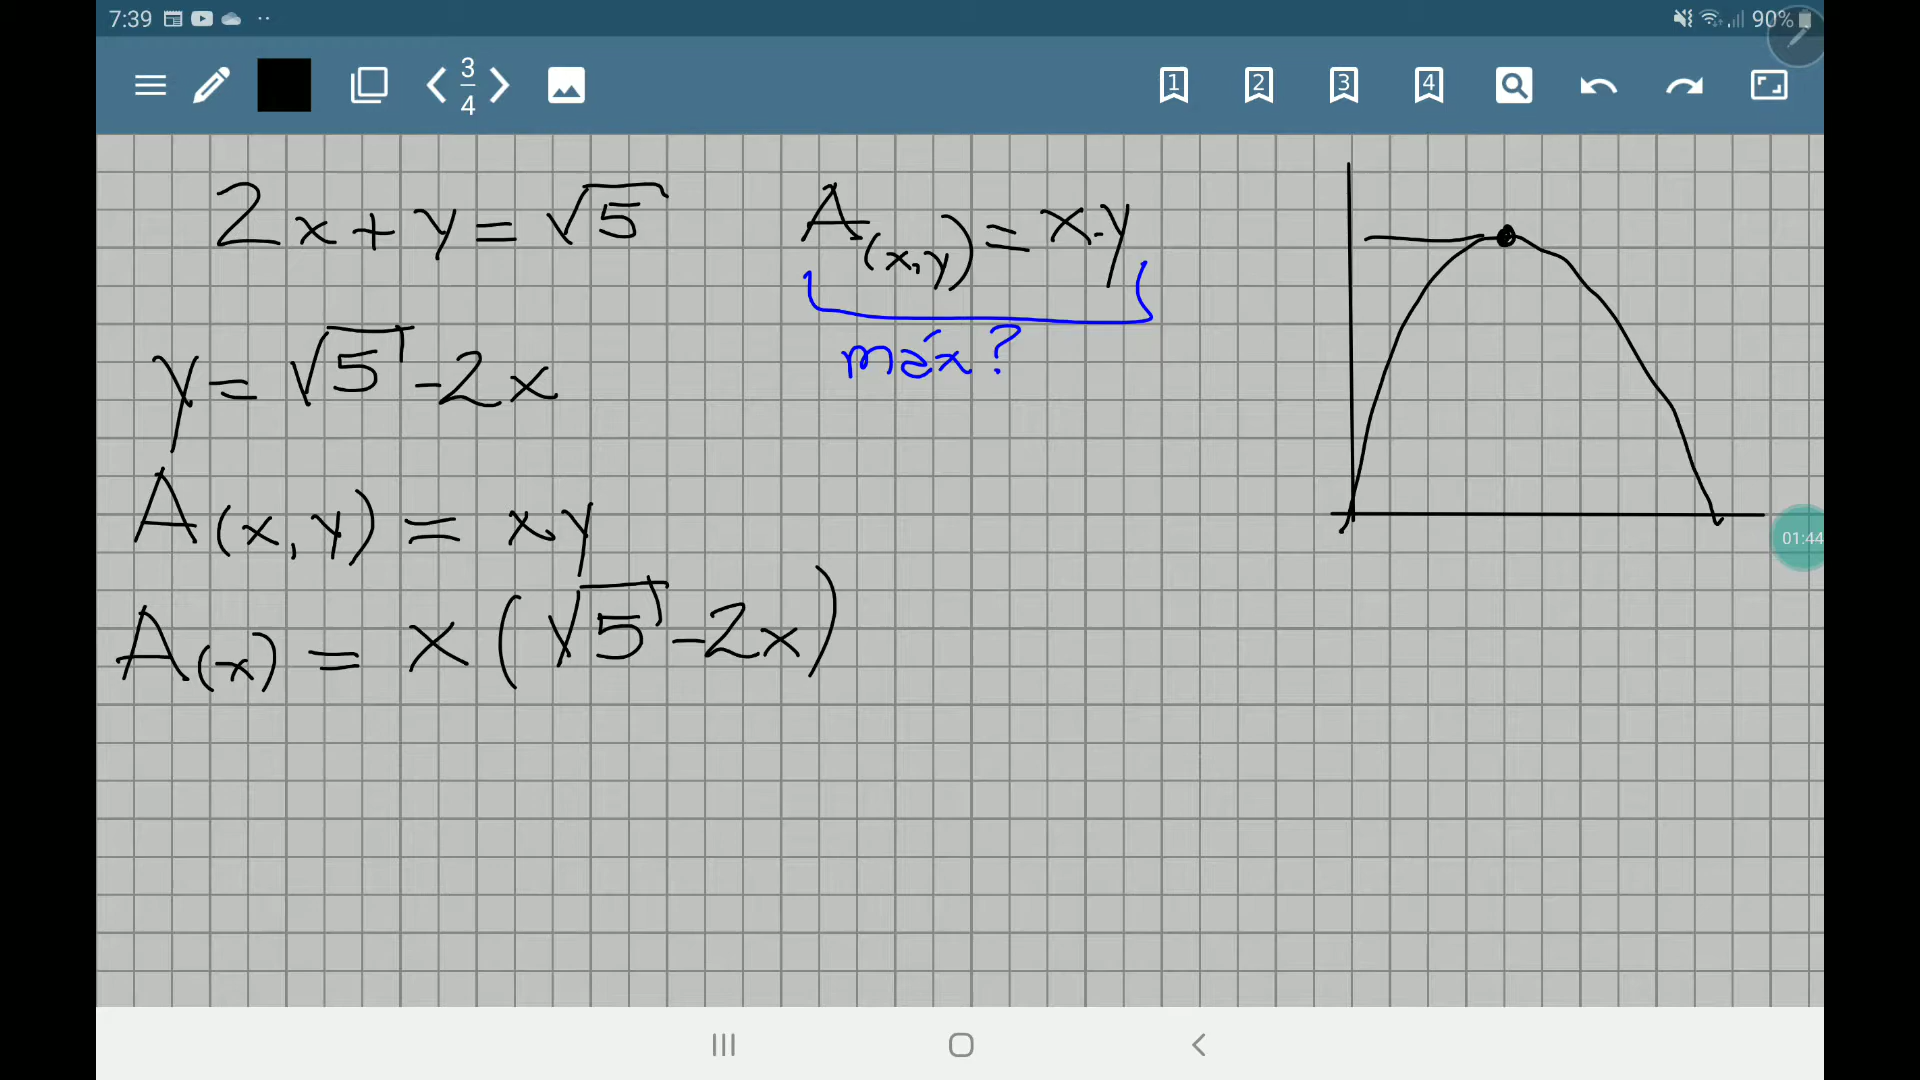 7:39 90%
3
4
1 2 3 4
2x+y=√5
A(x,y)=x.y
máx?
y=√5-2x
A(x,y)=x.y
A(x)=x(√5-2x)
01:44